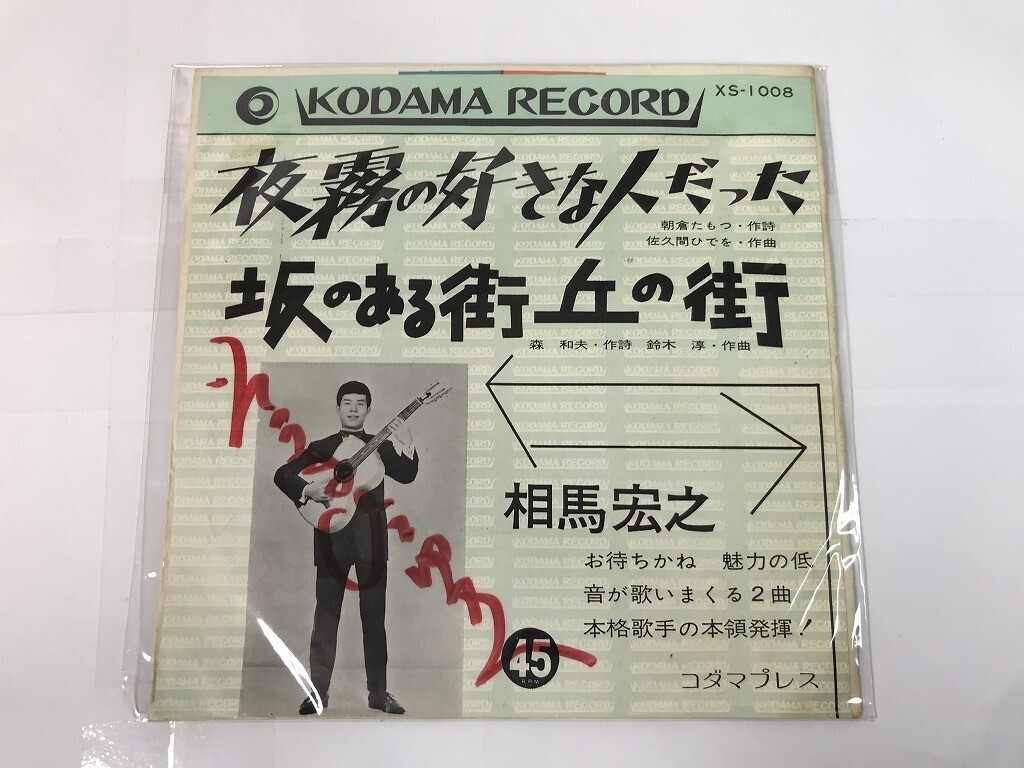 KODAMA RECORD
XS-1008
夜霧の好きな人だった
朝倉たもつ・作詩
佐久間ひでを・作曲
坂のある街 丘の街
森 和夫・作詩 鈴木 淳・作曲
相馬宏之
お待ちかね 魅力の低
音が歌いまくる2曲
本格歌手の本領発揮!
45
R.P.M.
コダマプレス